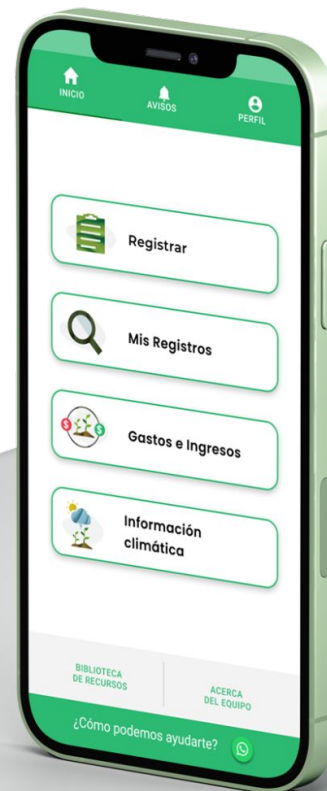 INICIO
AVISOS
PERFIL
Registrar
Mis Registros
Gastos e Ingresos
Información
climática
BIBLIOTECA
DE RECURSOS
ACERCA
DEL EQUIPO
¿Cómo podemos ayudarte?